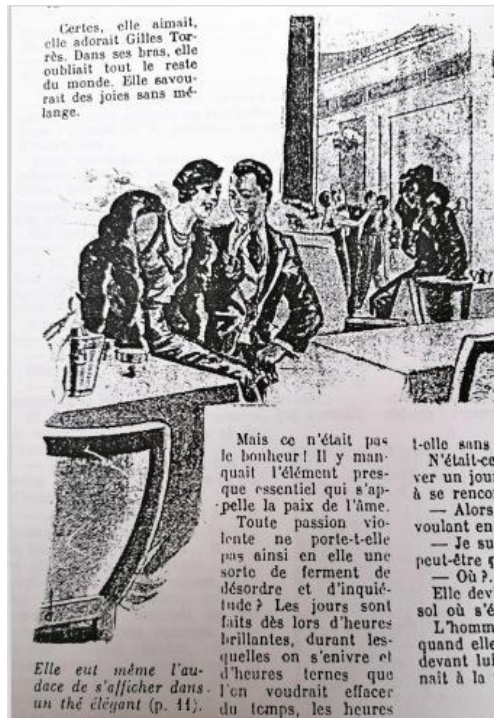 Certes, elle aimait,
elle adorait Gilles Tor-
rès. Dans ses bras, elle
oubliait tout le reste
du monde. Elle savou-
rait des joies sans mé-
lange.
Mais ce n'était pas
le bonheur! Il y man-
quait l'élément pres-
que essentiel qui s'ap-
pelle la paix de l'âme.
Toute passion vio-
lente ne porte-t-elle
pas ainsi en elle une
sorte de ferment de
désordre et d'inquié-
tude? Les jours sont
faits dès lors d'heures
brillantes, durant les-
quelles on s'enivre et
d'heures ternes que
l'on voudrait effacer
du temps, les heures
t-elle sans
N'était-ce
ver un jour
à se renco
— Alors
voulant en
— Je su
peut-être
— Où?
Elle dev
sol où s'é
L'homm
quand elle
devant lui
nait à la
Elle eut même l'au-
dace de s'afficher dans
un thé élégant (p. 11).